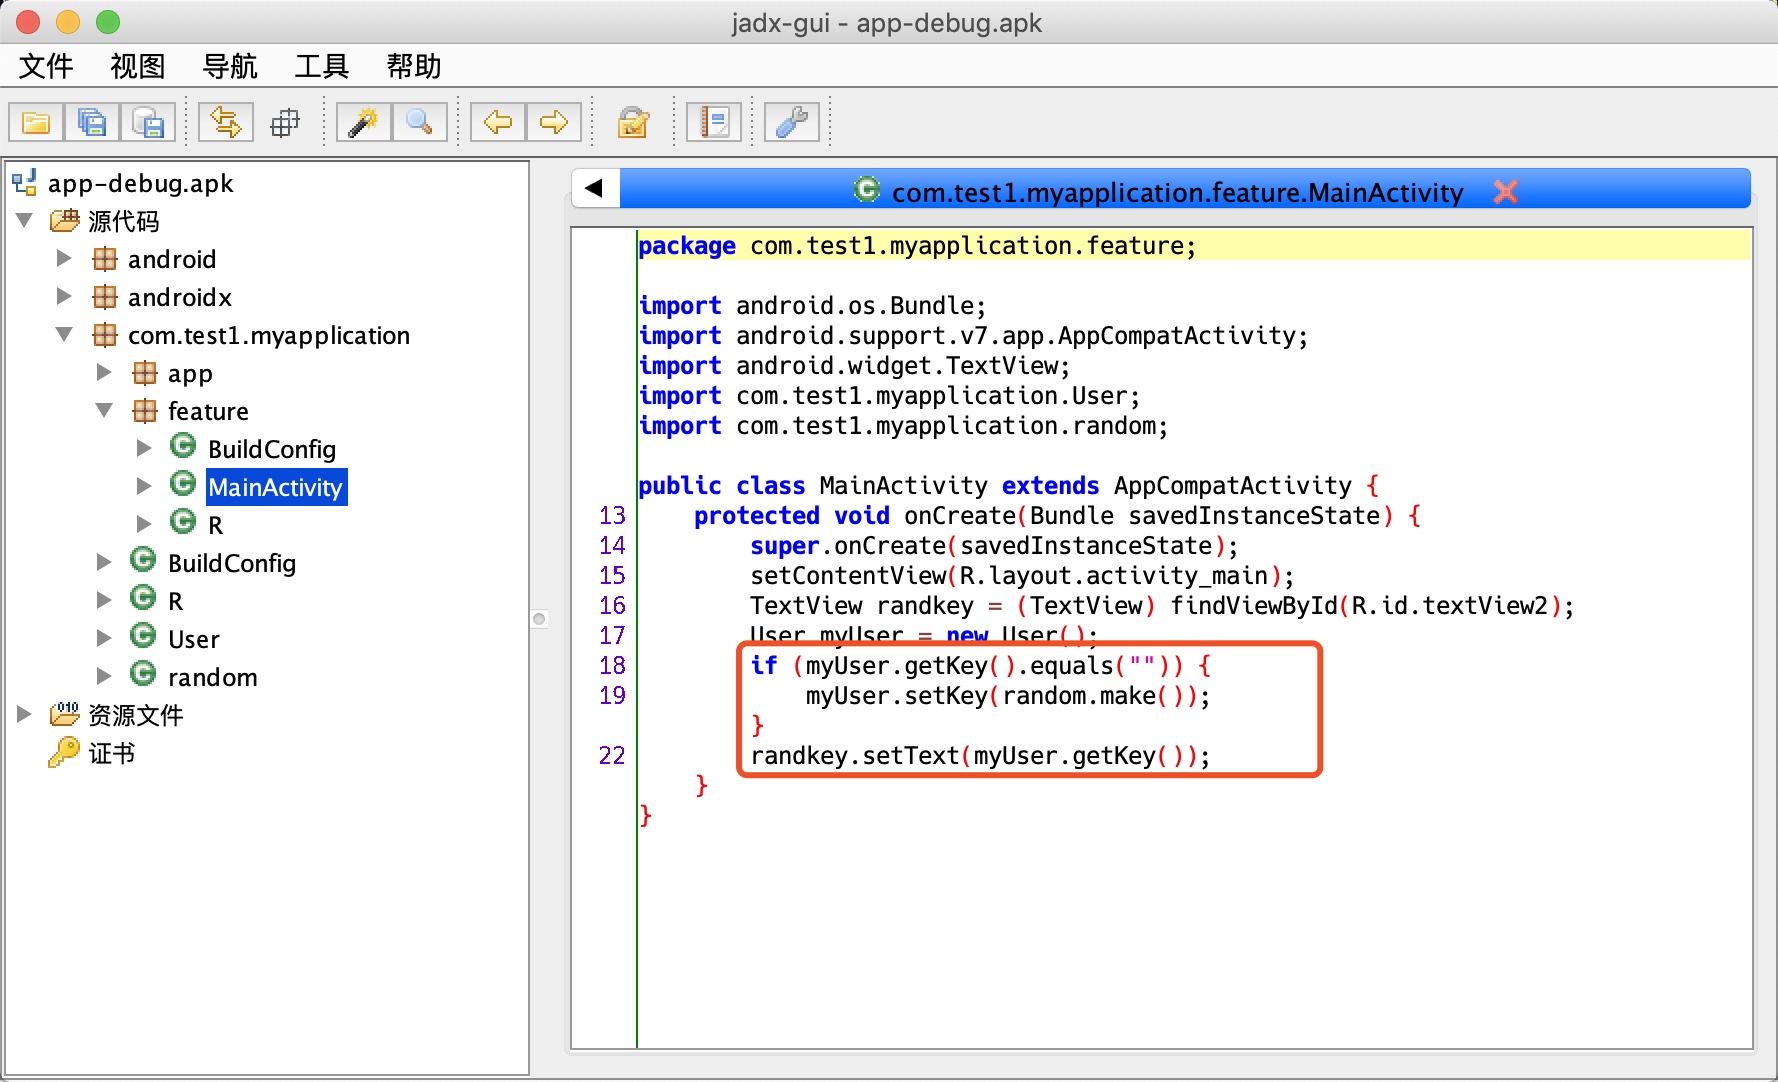 jadx-gui - app-debug.apk
文件 视图 导航 工具 帮助
app-debug.apk
源代码
android
androidx
com.test1.myapplication
app
feature
BuildConfig
MainActivity
R
BuildConfig
R
User
random
资源文件
证书
com.test1.myapplication.feature.MainActivity
package com.test1.myapplication.feature;
import android.os.Bundle;
import android.support.v7.app.AppCompatActivity;
import android.widget.TextView;
import com.test1.myapplication.User;
import com.test1.myapplication.random;
public class MainActivity extends AppCompatActivity {
13 protected void onCreate(Bundle savedInstanceState) {
14 super.onCreate(savedInstanceState);
15 setContentView(R.layout.activity_main);
16 TextView randkey = (TextView) findViewById(R.id.textView2);
17 User myUser = new User();
18 if (myUser.getKey().equals("")) {
19 myUser.setKey(random.make());
}
22 randkey.setText(myUser.getKey());
}
}